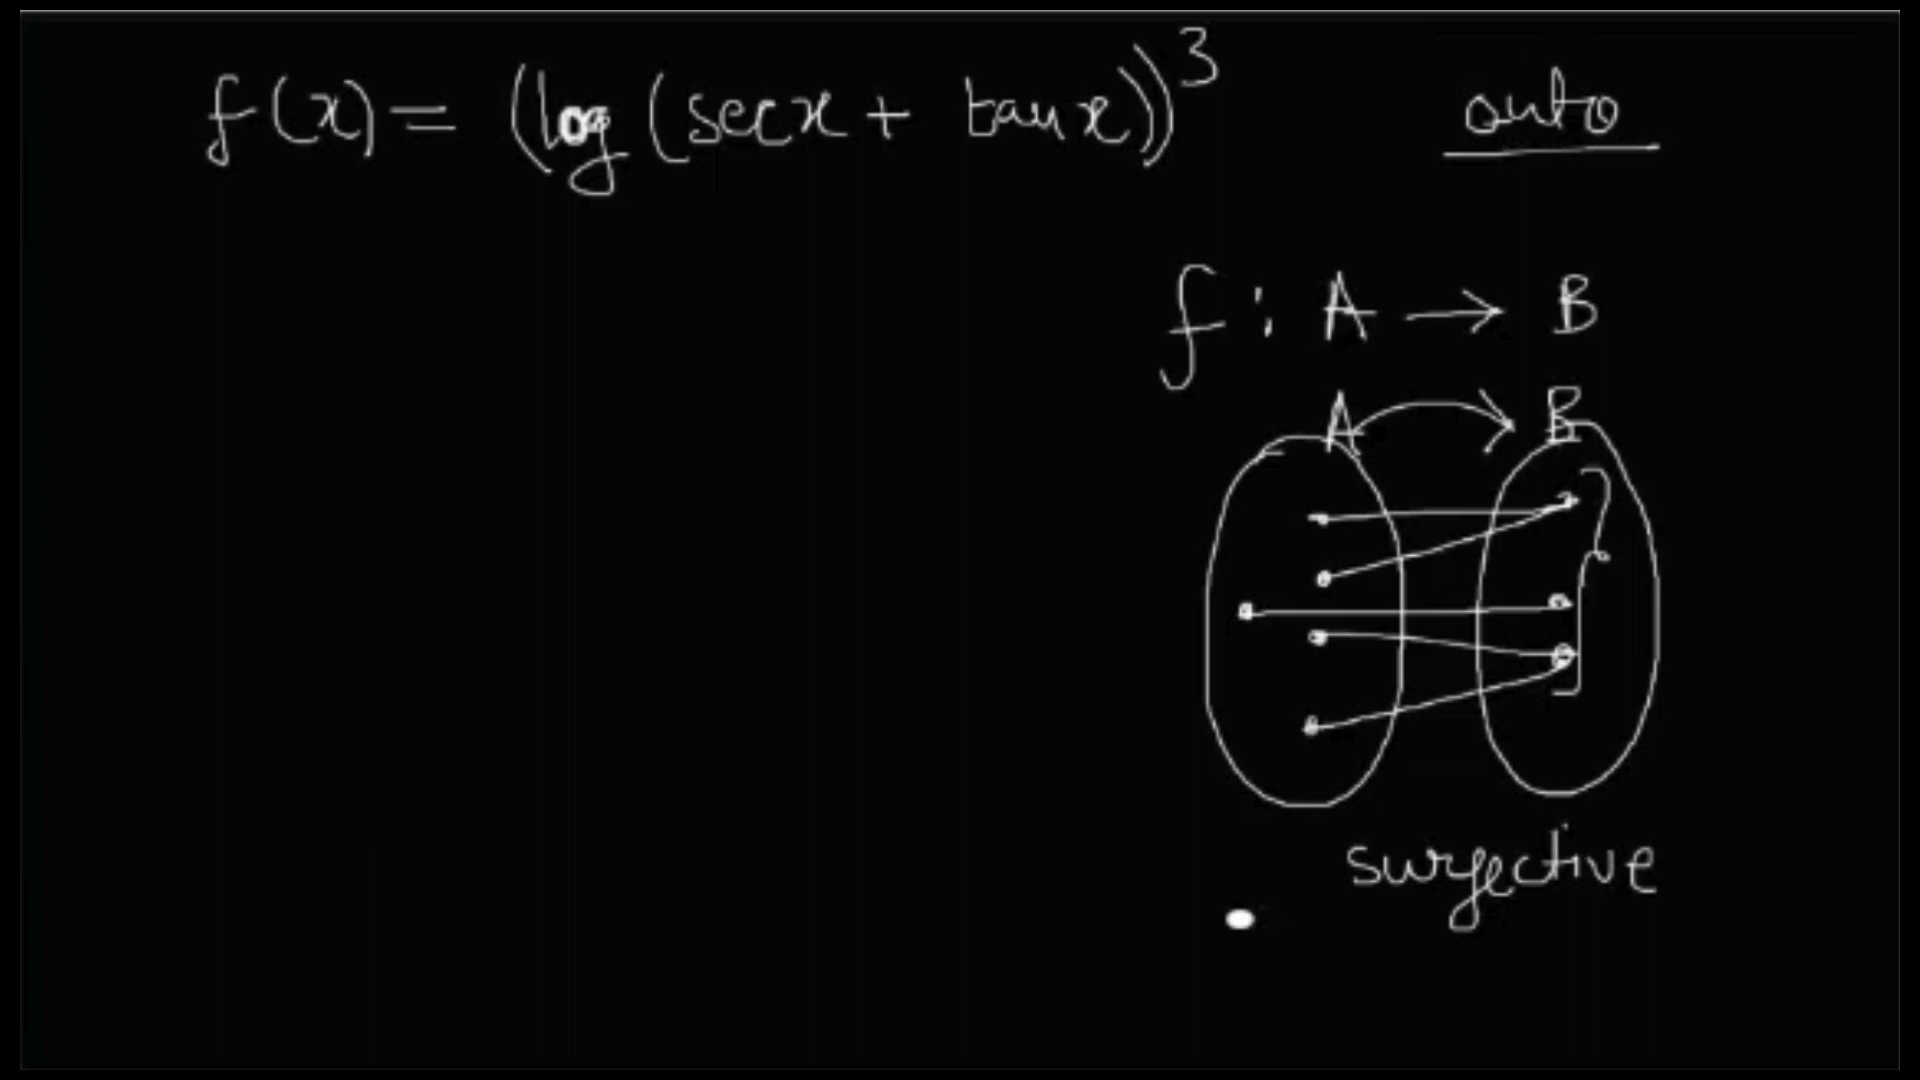 f(x) = (log (secx + tanx))^3
onto
f : A → B
A B
surjective